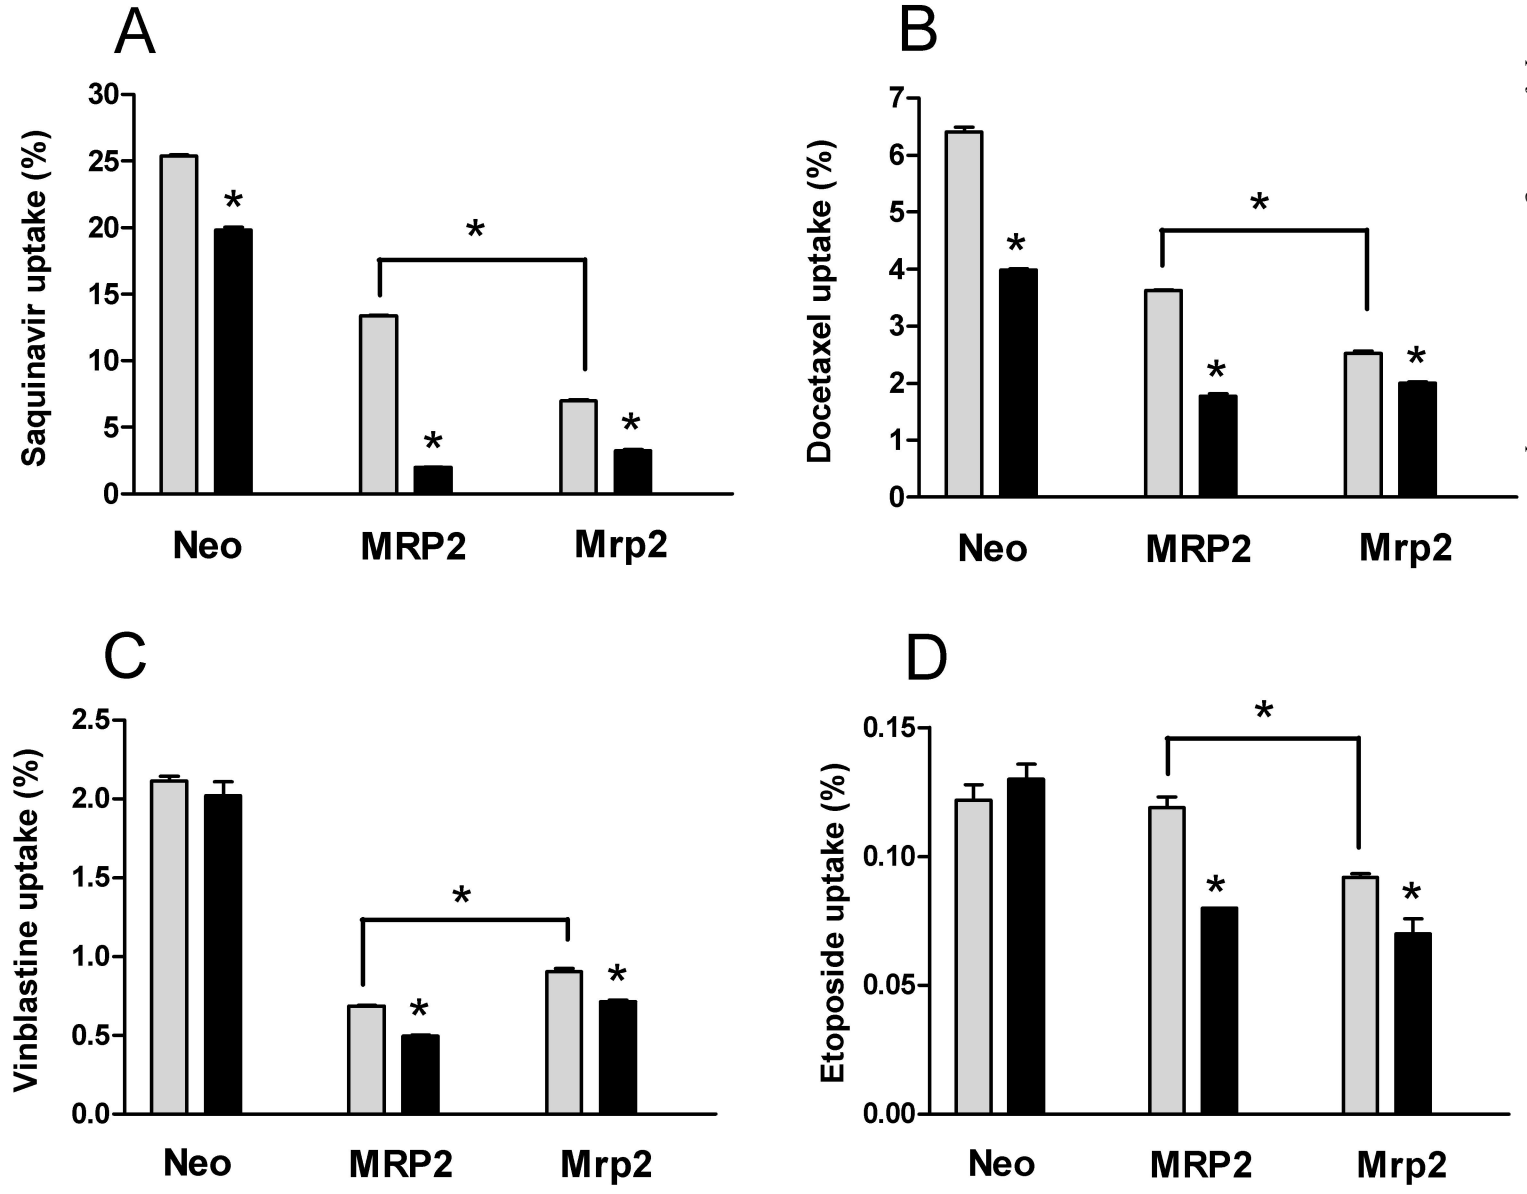 A
Saquinavir uptake (%)
30
25
20
15
10
5
0
*
*
*
*
Neo
MRP2
Mrp2
B
Docetaxel uptake (%)
7
6
5
4
3
2
1
0
*
*
*
*
Neo
MRP2
Mrp2
C
Vinblastine uptake (%)
2.5
2.0
1.5
1.0
0.5
0.0
*
*
*
Neo
MRP2
Mrp2
D
Etoposide uptake (%)
0.15
0.10
0.05
0.00
*
*
*
Neo
MRP2
Mrp2